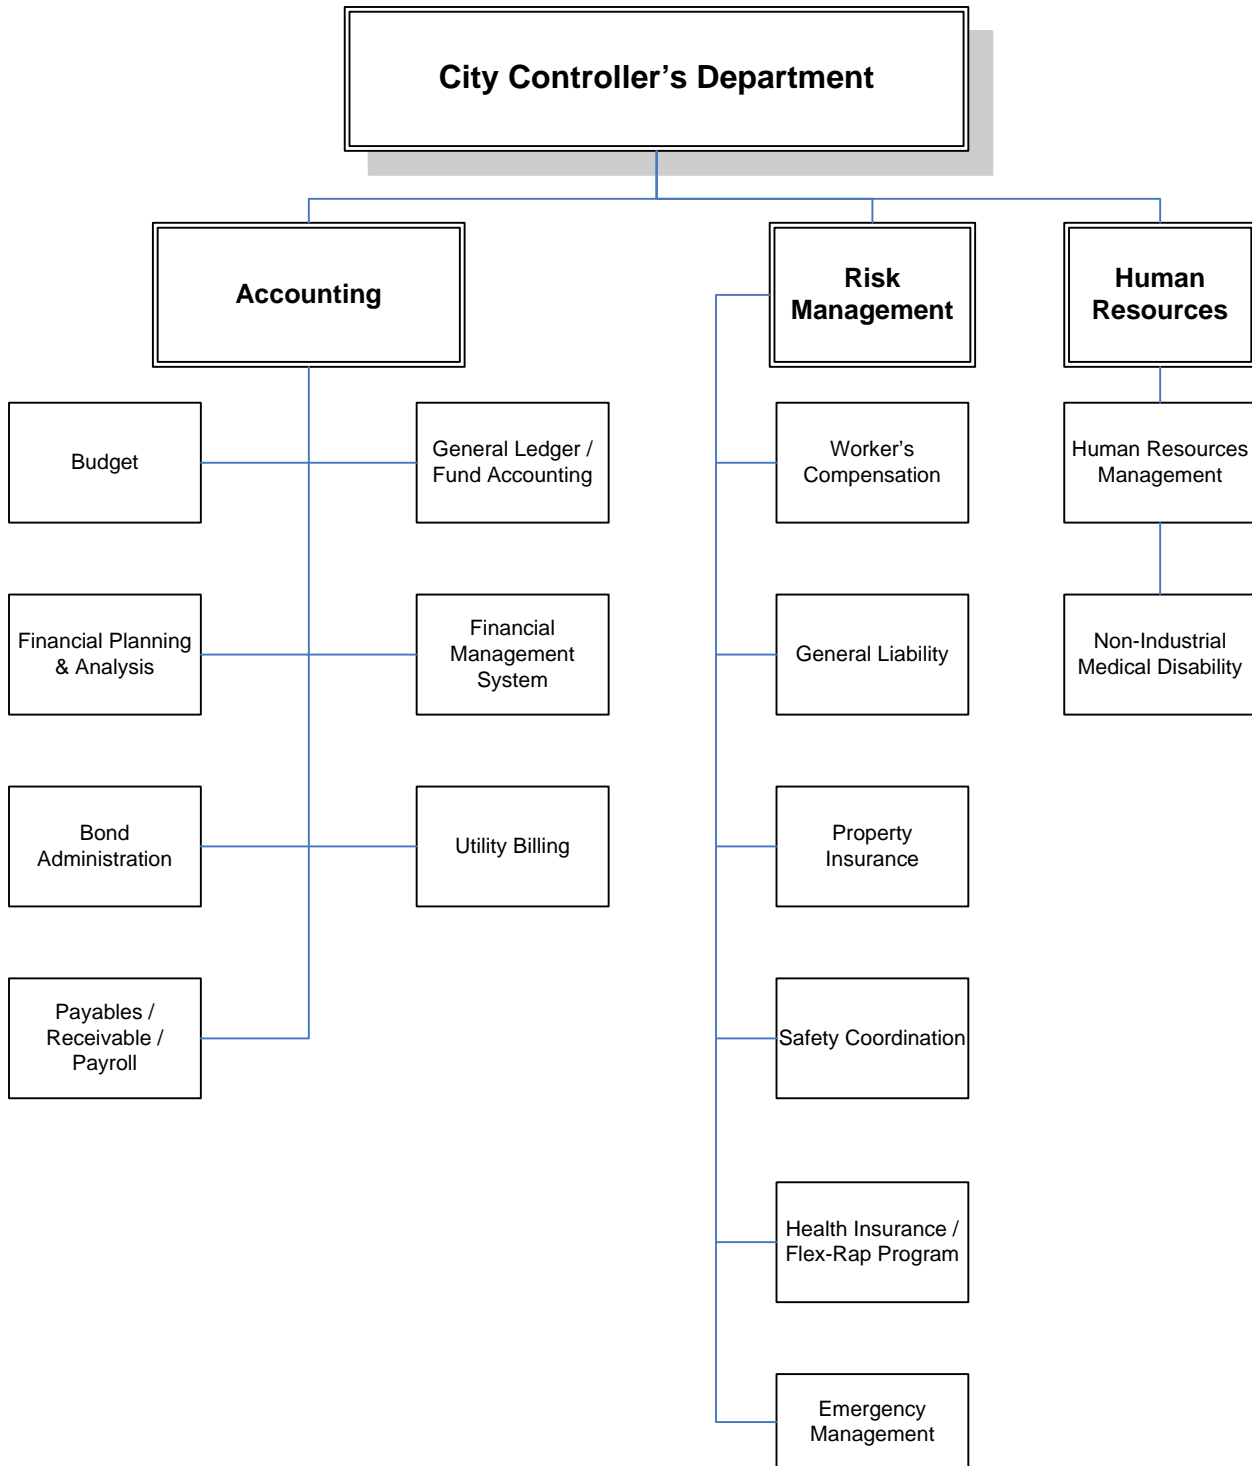 City Controller’s Department
Accounting
Risk
Management
Human
Resources
Budget
General Ledger /
Fund Accounting
Worker’s
Compensation
Human Resources
Management
Financial Planning
& Analysis
Financial
Management
System
General Liability
Non-Industrial
Medical Disability
Bond
Administration
Utility Billing
Property
Insurance
Payables /
Receivable /
Payroll
Safety Coordination
Health Insurance /
Flex-Rap Program
Emergency
Management